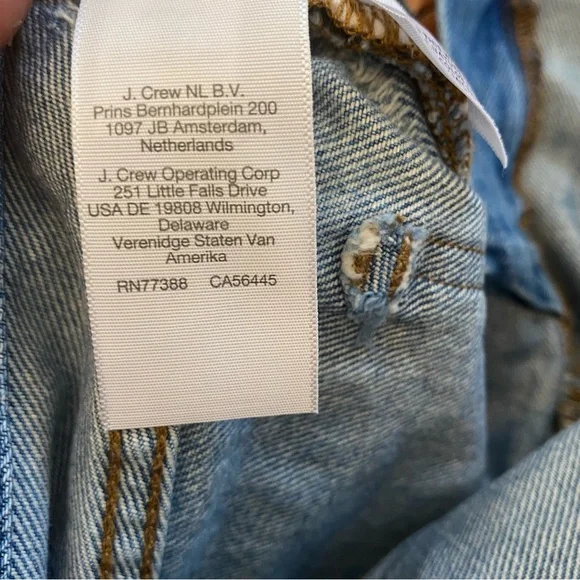 J. Crew NL B.V.
Prins Bernhardplein 200
1097 JB Amsterdam,
Netherlands
J. Crew Operating Corp
251 Little Falls Drive
USA DE 19808 Wilmington,
Delaware
Verenidge Staten Van
Amerika
RN77388 CA56445